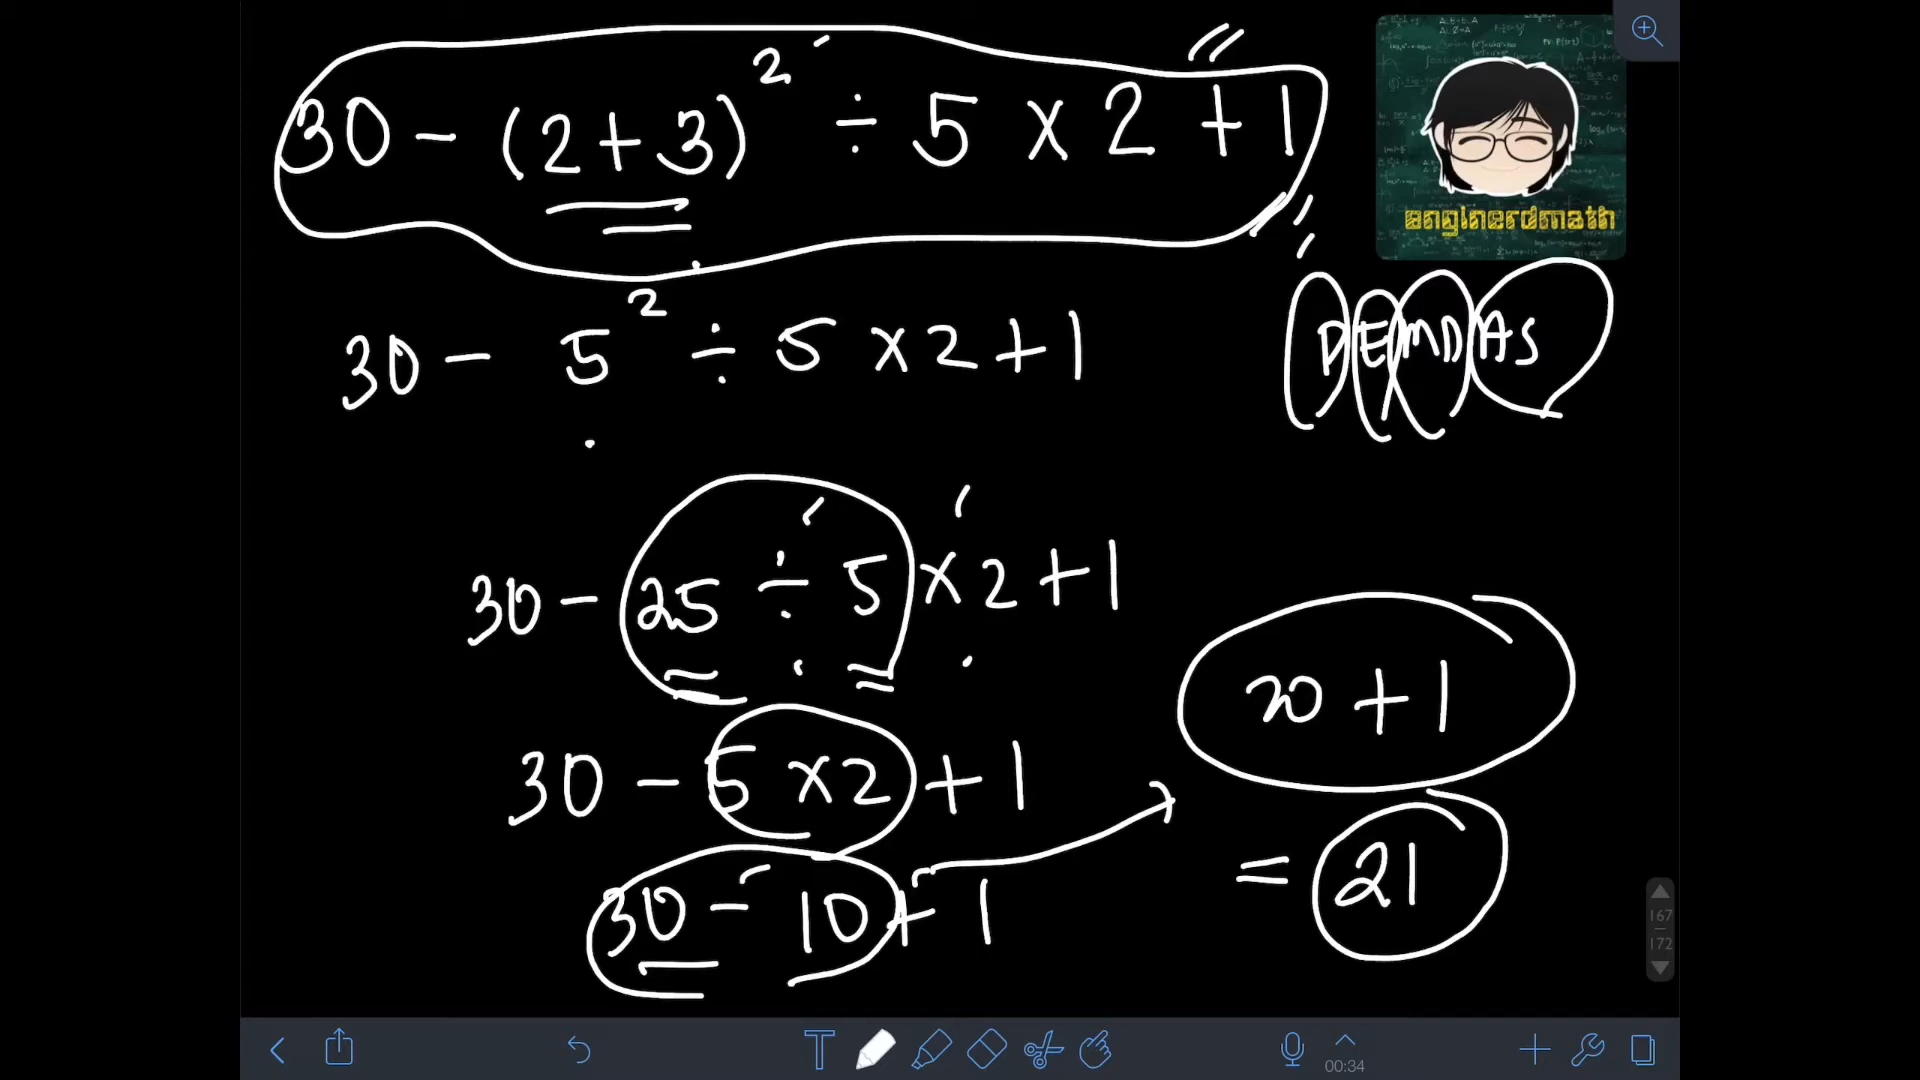 30 - (2+3)² ÷ 5 × 2 + 1
enginerdmath
30 - 5² ÷ 5 × 2 + 1
PEMDAS
30 - 25 ÷ 5 × 2 + 1
30 - 5 × 2 + 1
30 - 10 + 1
20 + 1
= 21
167
172
T
00:34